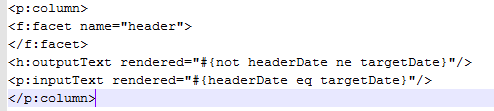 <p:column>
<f:facet name="header">
</f:facet>
<h:outputText rendered="#{not headerDate ne targetDate}"/>
<p:inputText rendered="#{headerDate eq targetDate}"/>
</p:column>